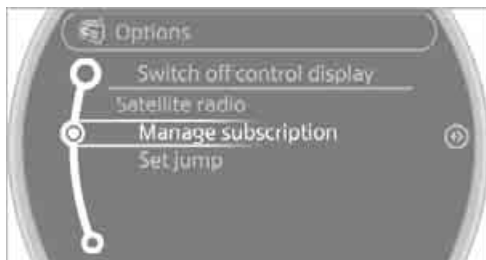 Options
Switch off control display
Satellite radio
Manage subscription
Set jump